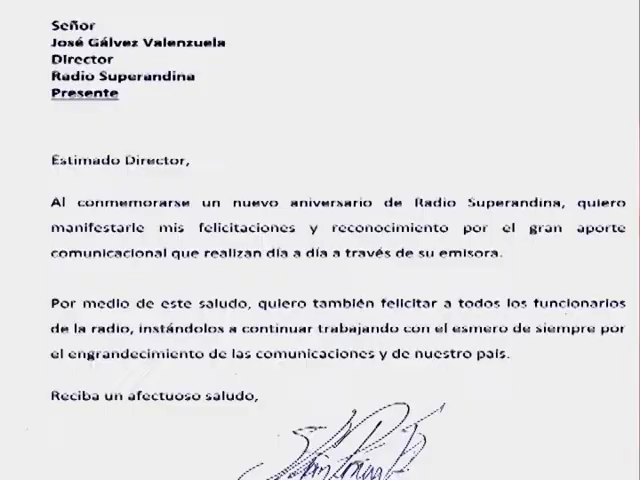 Señor
José Gálvez Valenzuela
Director
Radio Superandina
Presente
Estimado Director,
Al conmemorarse un nuevo aniversario de Radio Superandina, quiero
manifestarle mis felicitaciones y reconocimiento por el gran aporte
comunicacional que realizan día a día a través de su emisora.
Por medio de este saludo, quiero también felicitar a todos los funcionarios
de la radio, instándolos a continuar trabajando con el esmero de siempre por
el engrandecimiento de las comunicaciones y de nuestro país.
Reciba un afectuoso saludo,